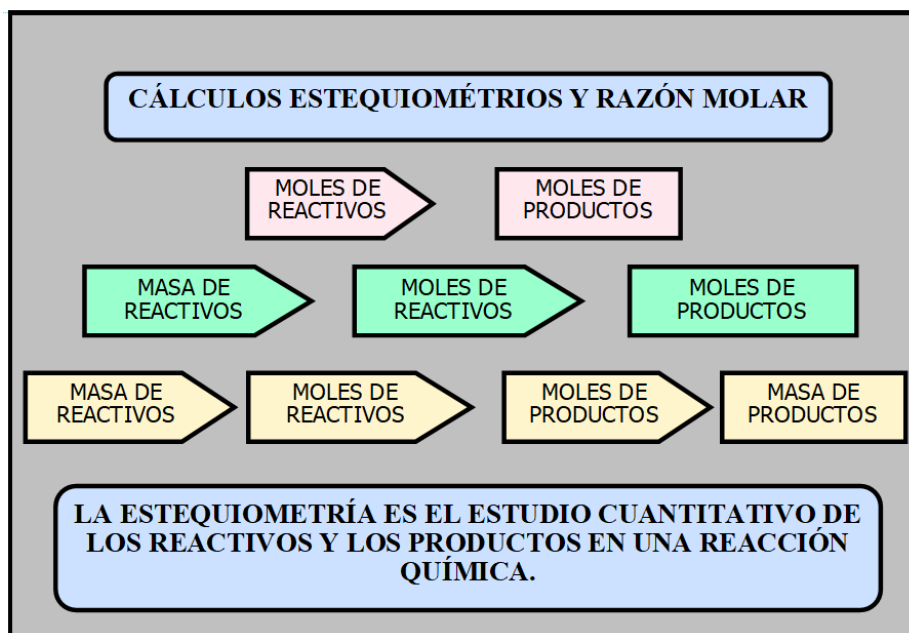 CÁLCULOS ESTEQUIOMÉTRIOS Y RAZÓN MOLAR
MOLES DE
REACTIVOS
MOLES DE
PRODUCTOS
MASA DE
REACTIVOS
MOLES DE
REACTIVOS
MOLES DE
PRODUCTOS
MASA DE
REACTIVOS
MOLES DE
REACTIVOS
MOLES DE
PRODUCTOS
MASA DE
PRODUCTOS
LA ESTEQUIOMETRÍA ES EL ESTUDIO CUANTITATIVO DE
LOS REACTIVOS Y LOS PRODUCTOS EN UNA REACCIÓN
QUÍMICA.